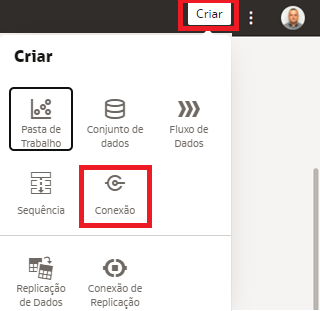 Criar
Criar
Pasta de
Trabalho
Conjunto de
dados
Fluxo de
Dados
Sequência
Conexão
Replicação
de Dados
Conexão de
Replicação